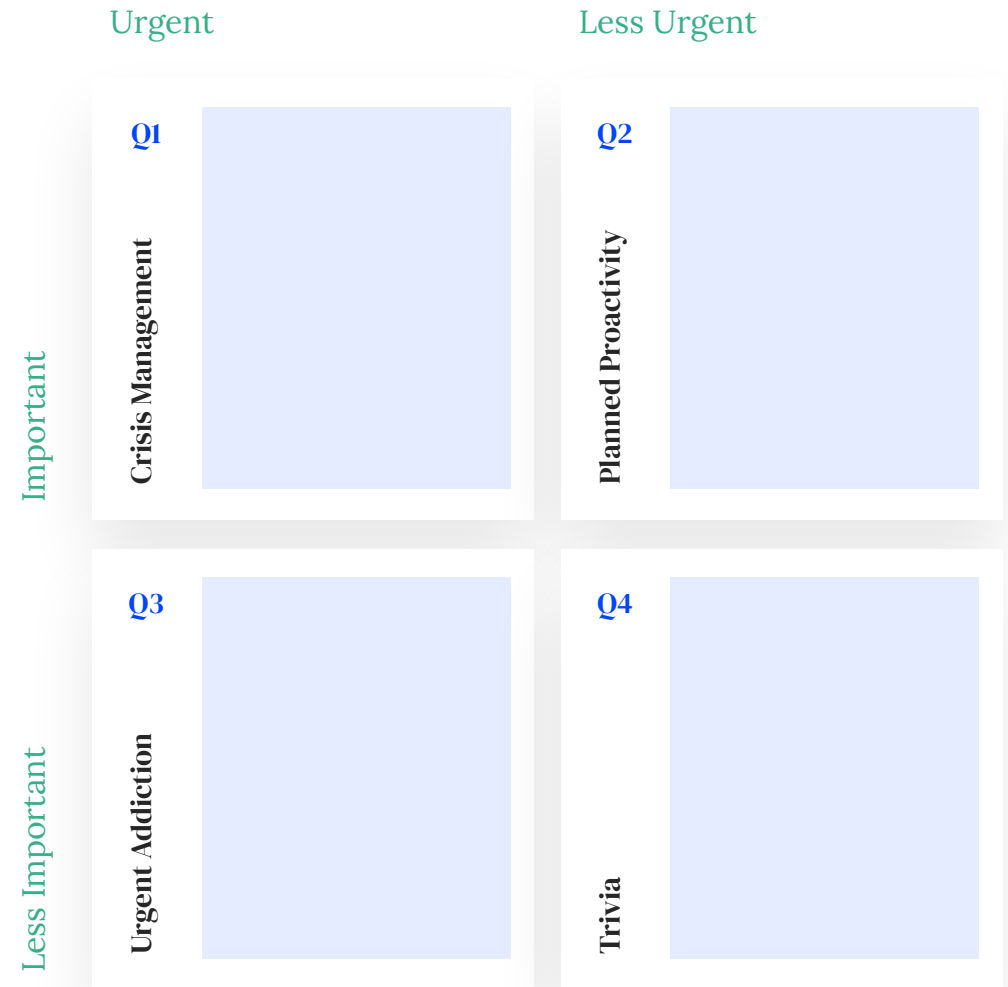 Urgent
Less Urgent
Important
Q1
Crisis Management
Q2
Planned Proactivity
Less Important
Q3
Urgent Addiction
Q4
Trivia